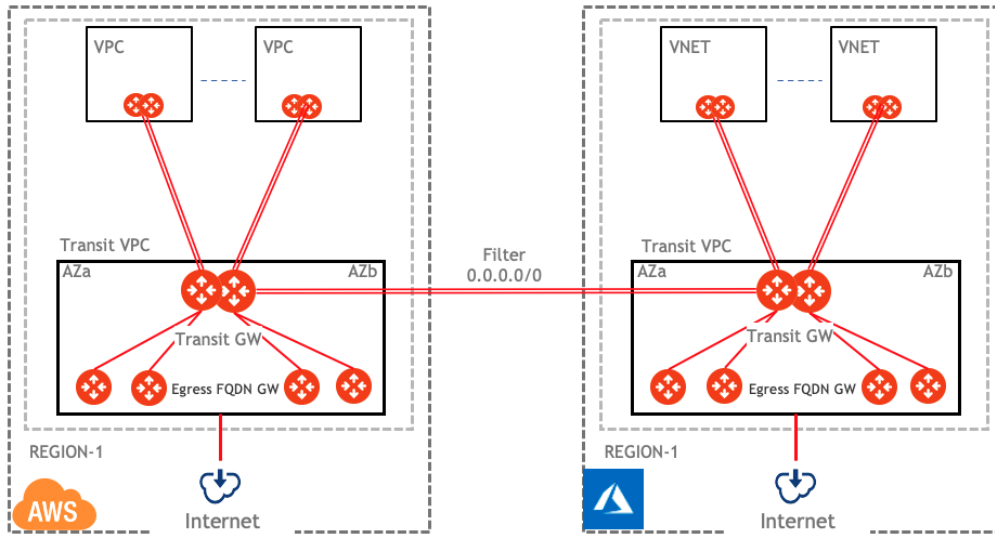 VPC
VPC
Transit VPC
AZa
AZb
Transit GW
Egress FQDN GW
REGION-1
AWS
Internet
Filter
0.0.0.0/0
VNET
VNET
Transit VPC
AZa
AZb
Transit GW
Egress FQDN GW
REGION-1
Internet